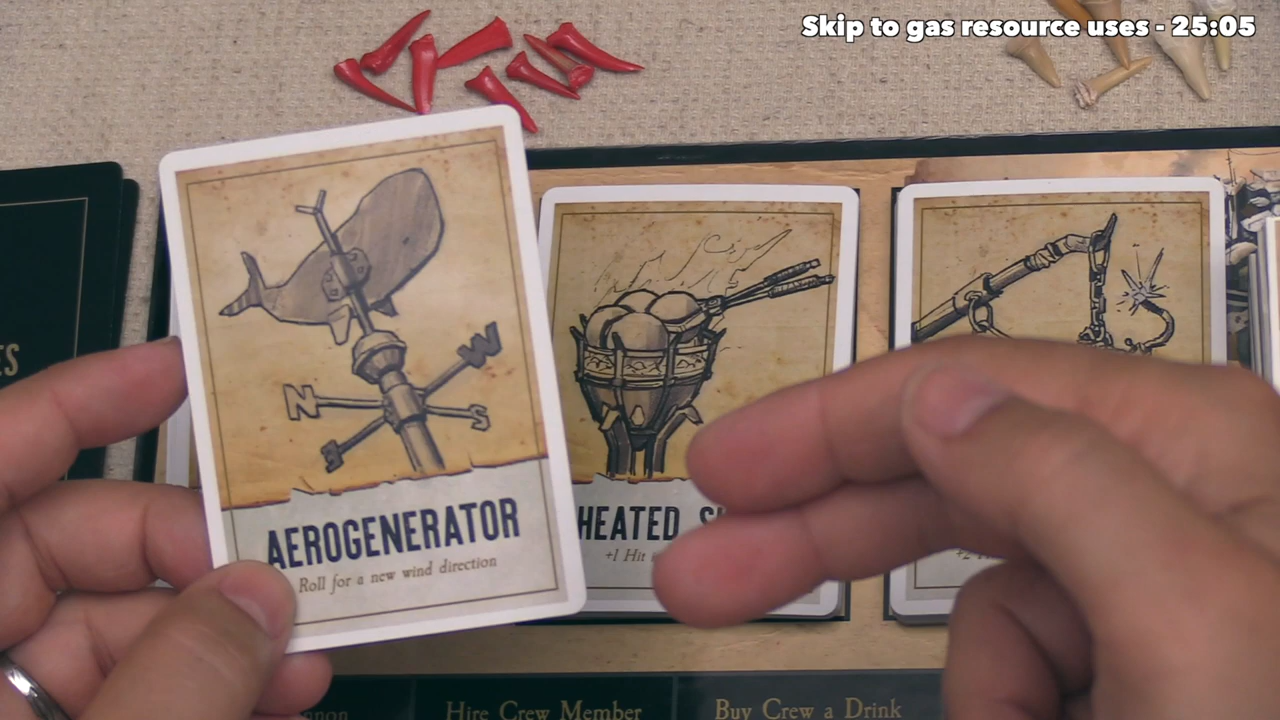 Skip to gas resource uses - 25:05
N
W
S
AEROGENERATOR
Roll for a new wind direction
HEATED
+1 Hit
Hire Crew Member
Buy Crew a Drink